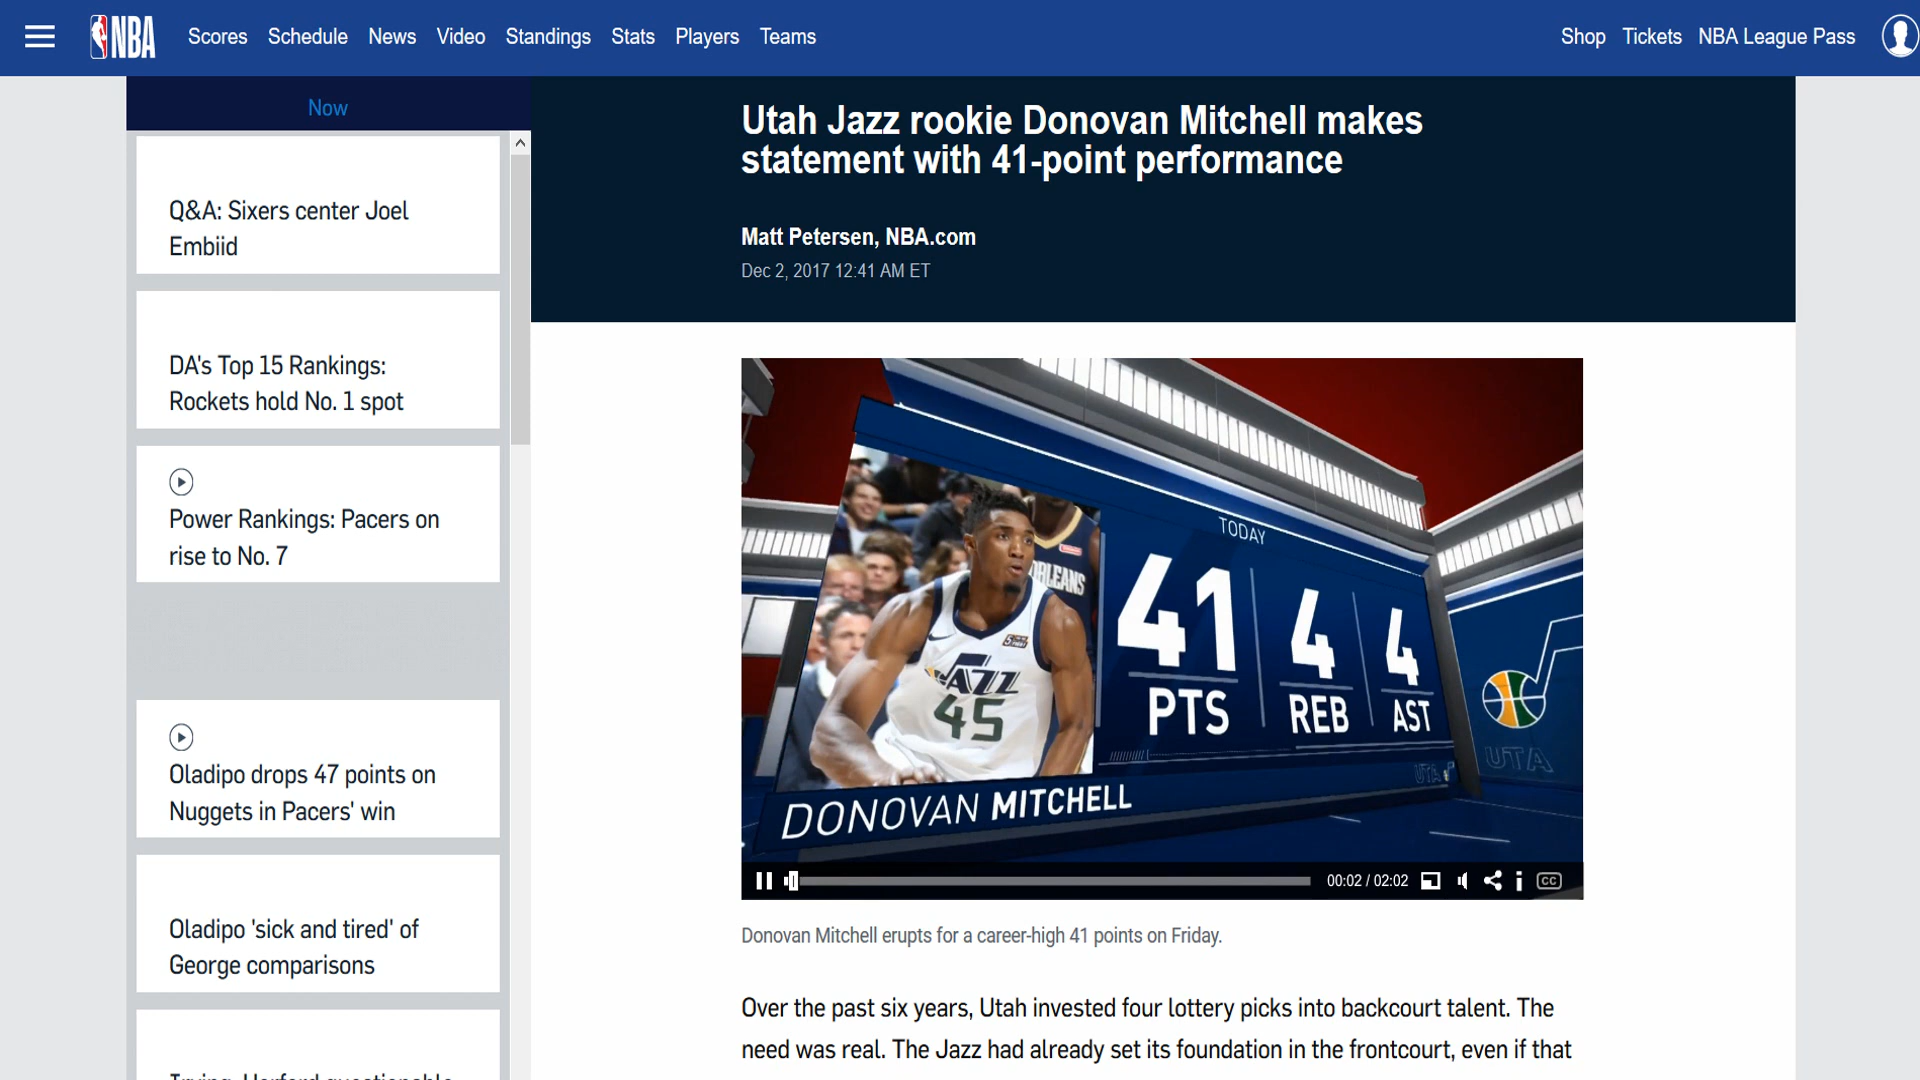 NBA Scores Schedule News Video Standings Stats Players Teams Shop Tickets NBA League Pass
Now
Q&A: Sixers center Joel
Embiid
DA's Top 15 Rankings:
Rockets hold No. 1 spot
Power Rankings: Pacers on
rise to No. 7
Oladipo drops 47 points on
Nuggets in Pacers' win
Oladipo 'sick and tired' of
George comparisons
Utah Jazz rookie Donovan Mitchell makes
statement with 41-point performance
Matt Petersen, NBA.com
Dec 2, 2017 12:41 AM ET
TODAY
41 4 4
PTS REB AST
JAZZ
45
UTA
UTA
DONOVAN MITCHELL
00:02 / 02:02
CC
Donovan Mitchell erupts for a career-high 41 points on Friday.
Over the past six years, Utah invested four lottery picks into backcourt talent. The
need was real. The Jazz had already set its foundation in the frontcourt, even if that